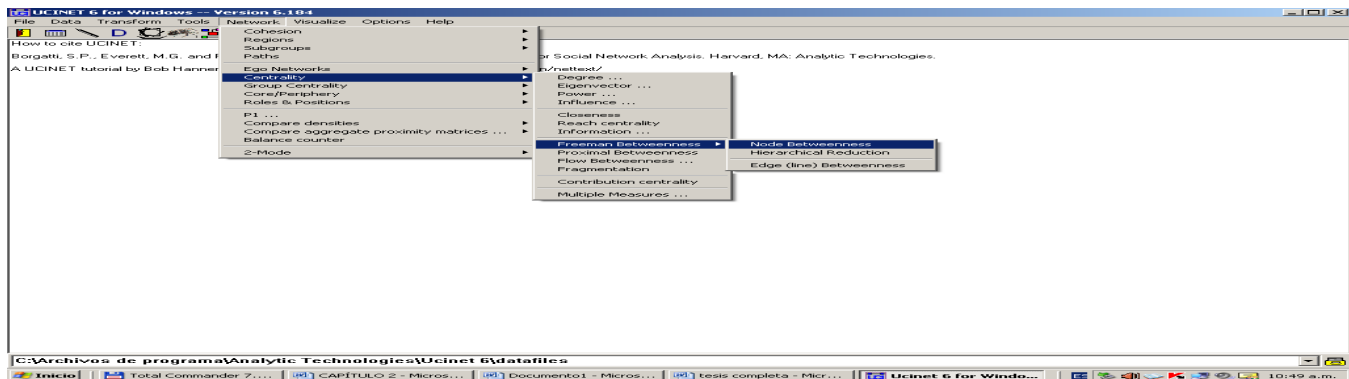 UCINET 6 for Windows -- Version 6.184
File Data Transform Tools Network Visualize Options Help
D
How to cite UCINET:
Borgatti, S.P., Everett, M.G. and
or Social Network Analysis. Harvard, MA: Analytic Technologies.
A UCINET tutorial by Bob Hanner
n/nettext/
Cohesion
Regions
Subgroups
Paths
Ego Networks
Centrality
Group Centrality
Core/Periphery
Roles & Positions
P1 ...
Compare densities
Compare aggregate proximity matrices ...
Balance counter
2-Mode
Degree ...
Eigenvector ...
Power ...
Influence ...
Closeness
Reach centrality
Information ...
Freeman Betweenness
Proximal Betweenness
Flow Betweenness ...
Fragmentation
Contribution centrality
Multiple Measures ...
Node Betweenness
Hierarchical Reduction
Edge (line) Betweenness
C:\Archivos de programa\Analytic Technologies\Ucinet 6\datafiles
Inicio
Total Commander 7....
CAPÍTULO 2 - Micros...
Documento1 - Micros...
tesis completa - Micr...
Ucinet 6 for Windo...
10:49 a.m.